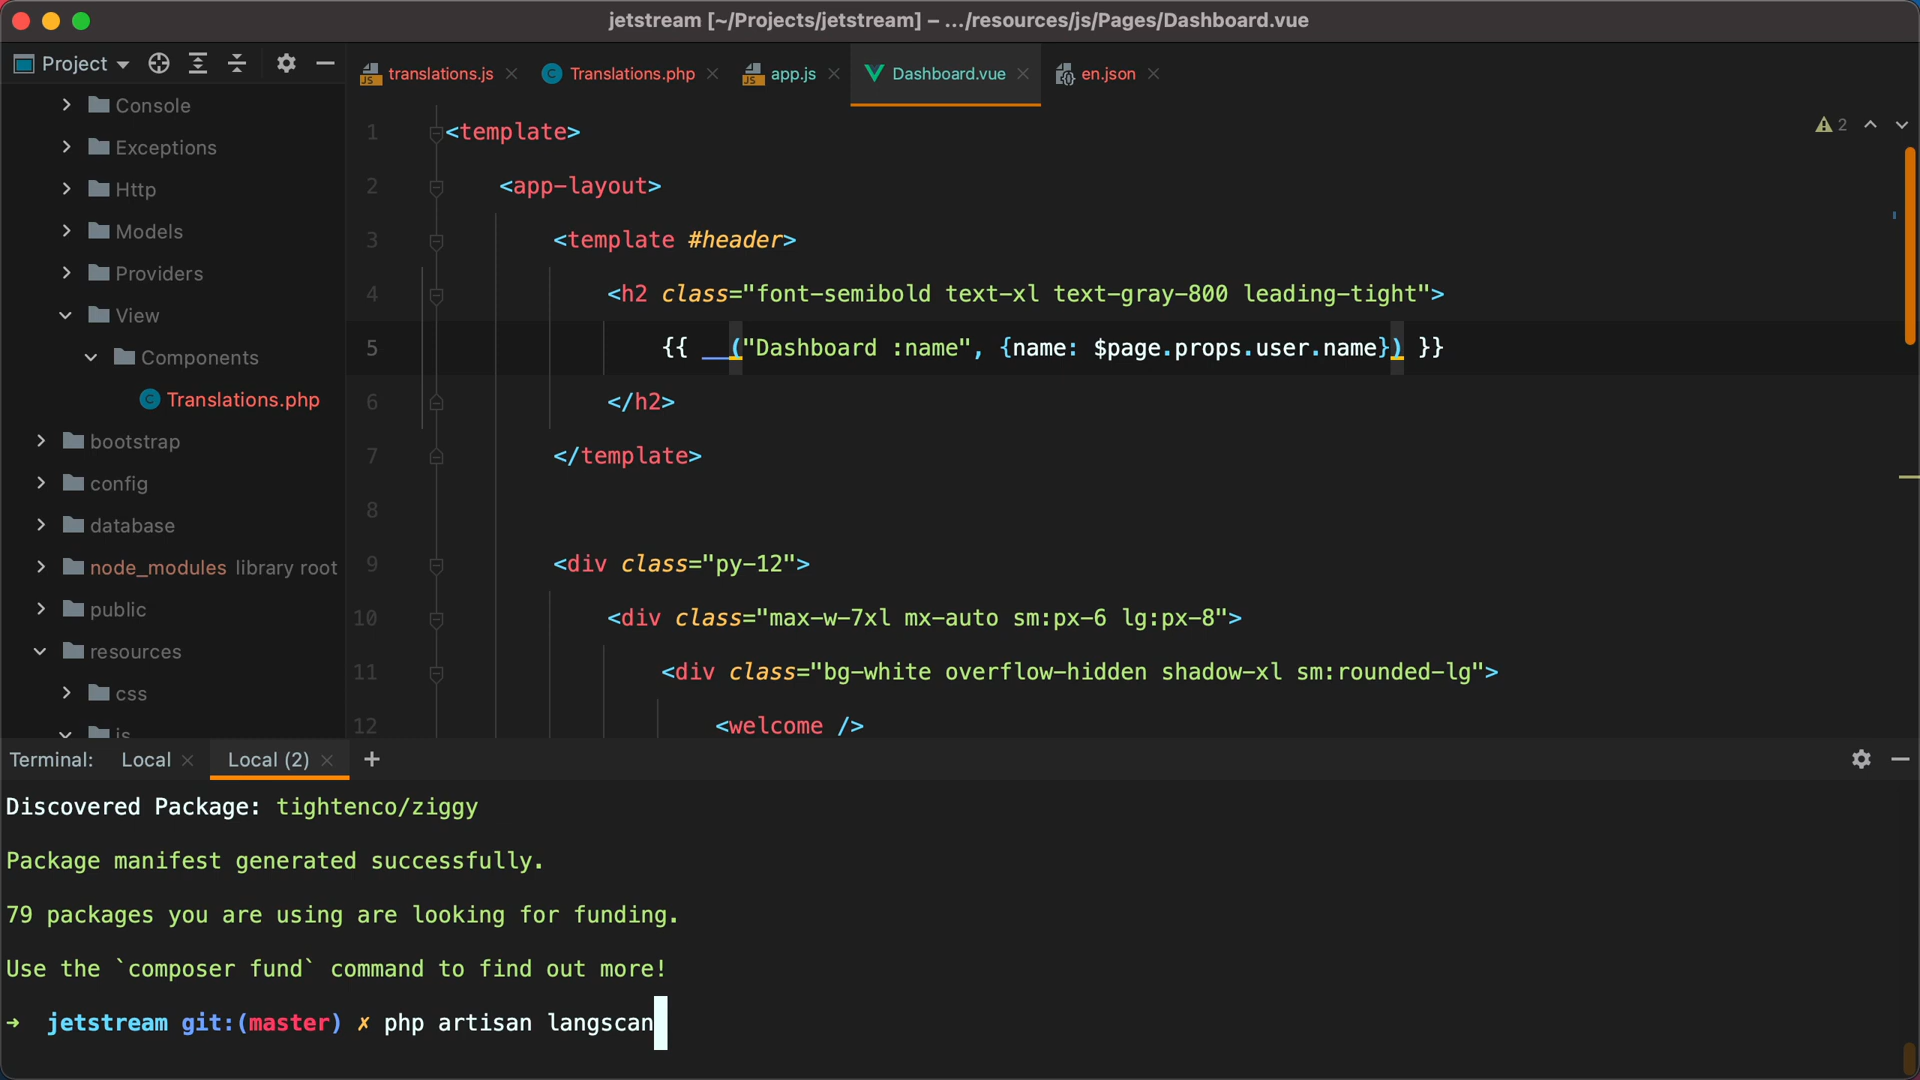 jetstream [~/Projects/jetstream] – .../resources/js/Pages/Dashboard.vue
Project
translations.js
Translations.php
app.js
Dashboard.vue
en.json
Console
Exceptions
Http
Models
Providers
View
Components
Translations.php
bootstrap
config
database
node_modules library root
public
resources
css
js
2
1 <template>
2 <app-layout>
3 <template #header>
4 <h2 class="font-semibold text-xl text-gray-800 leading-tight">
5 {{ __("Dashboard :name", {name: $page.props.user.name}) }}
6 </h2>
7 </template>
8
9 <div class="py-12">
10 <div class="max-w-7xl mx-auto sm:px-6 lg:px-8">
11 <div class="bg-white overflow-hidden shadow-xl sm:rounded-lg">
12 <welcome />
Terminal: Local Local (2) +
Discovered Package: tightenco/ziggy
Package manifest generated successfully.
79 packages you are using are looking for funding.
Use the `composer fund` command to find out more!
➜ jetstream git:(master) ✗ php artisan langscan